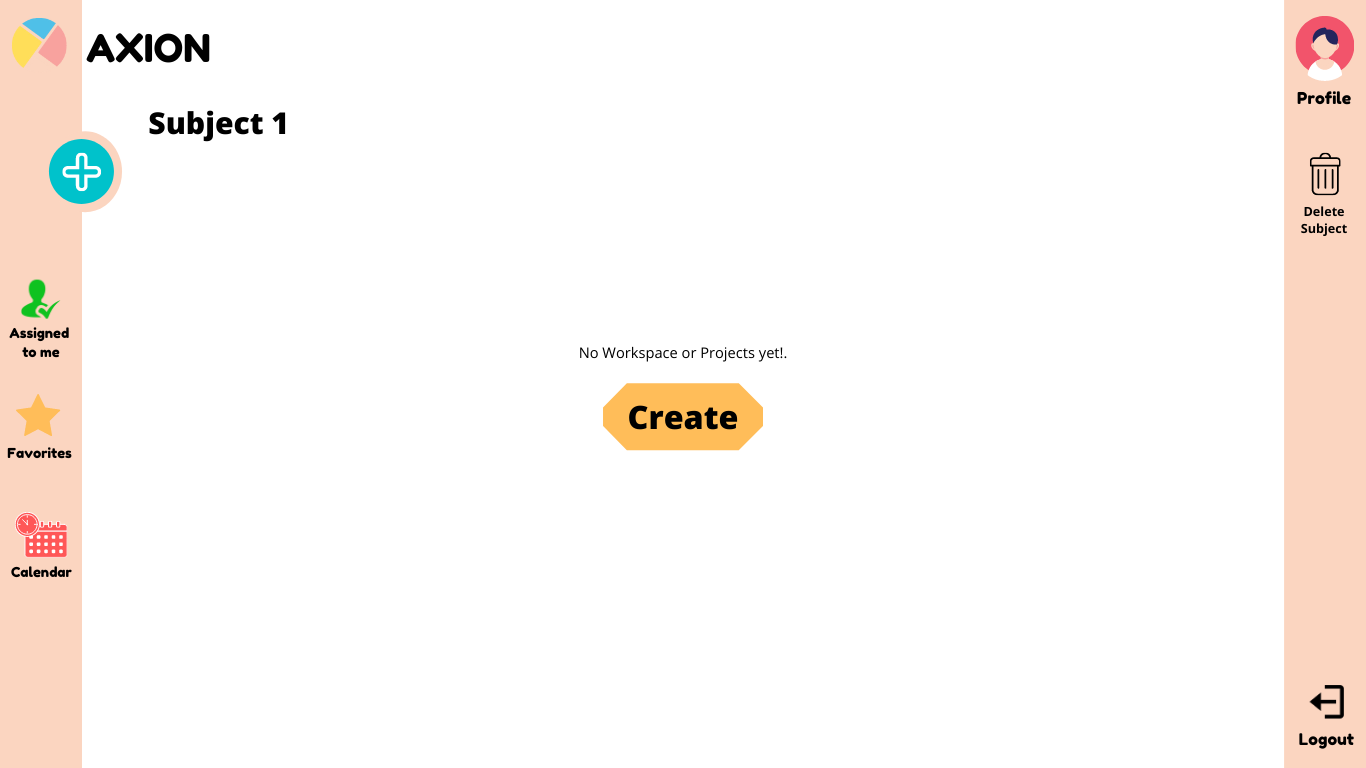 AXION
Profile
Subject 1
Delete
Subject
Assigned
to me
No Workspace or Projects yet!.
Create
Favorites
Calendar
Logout